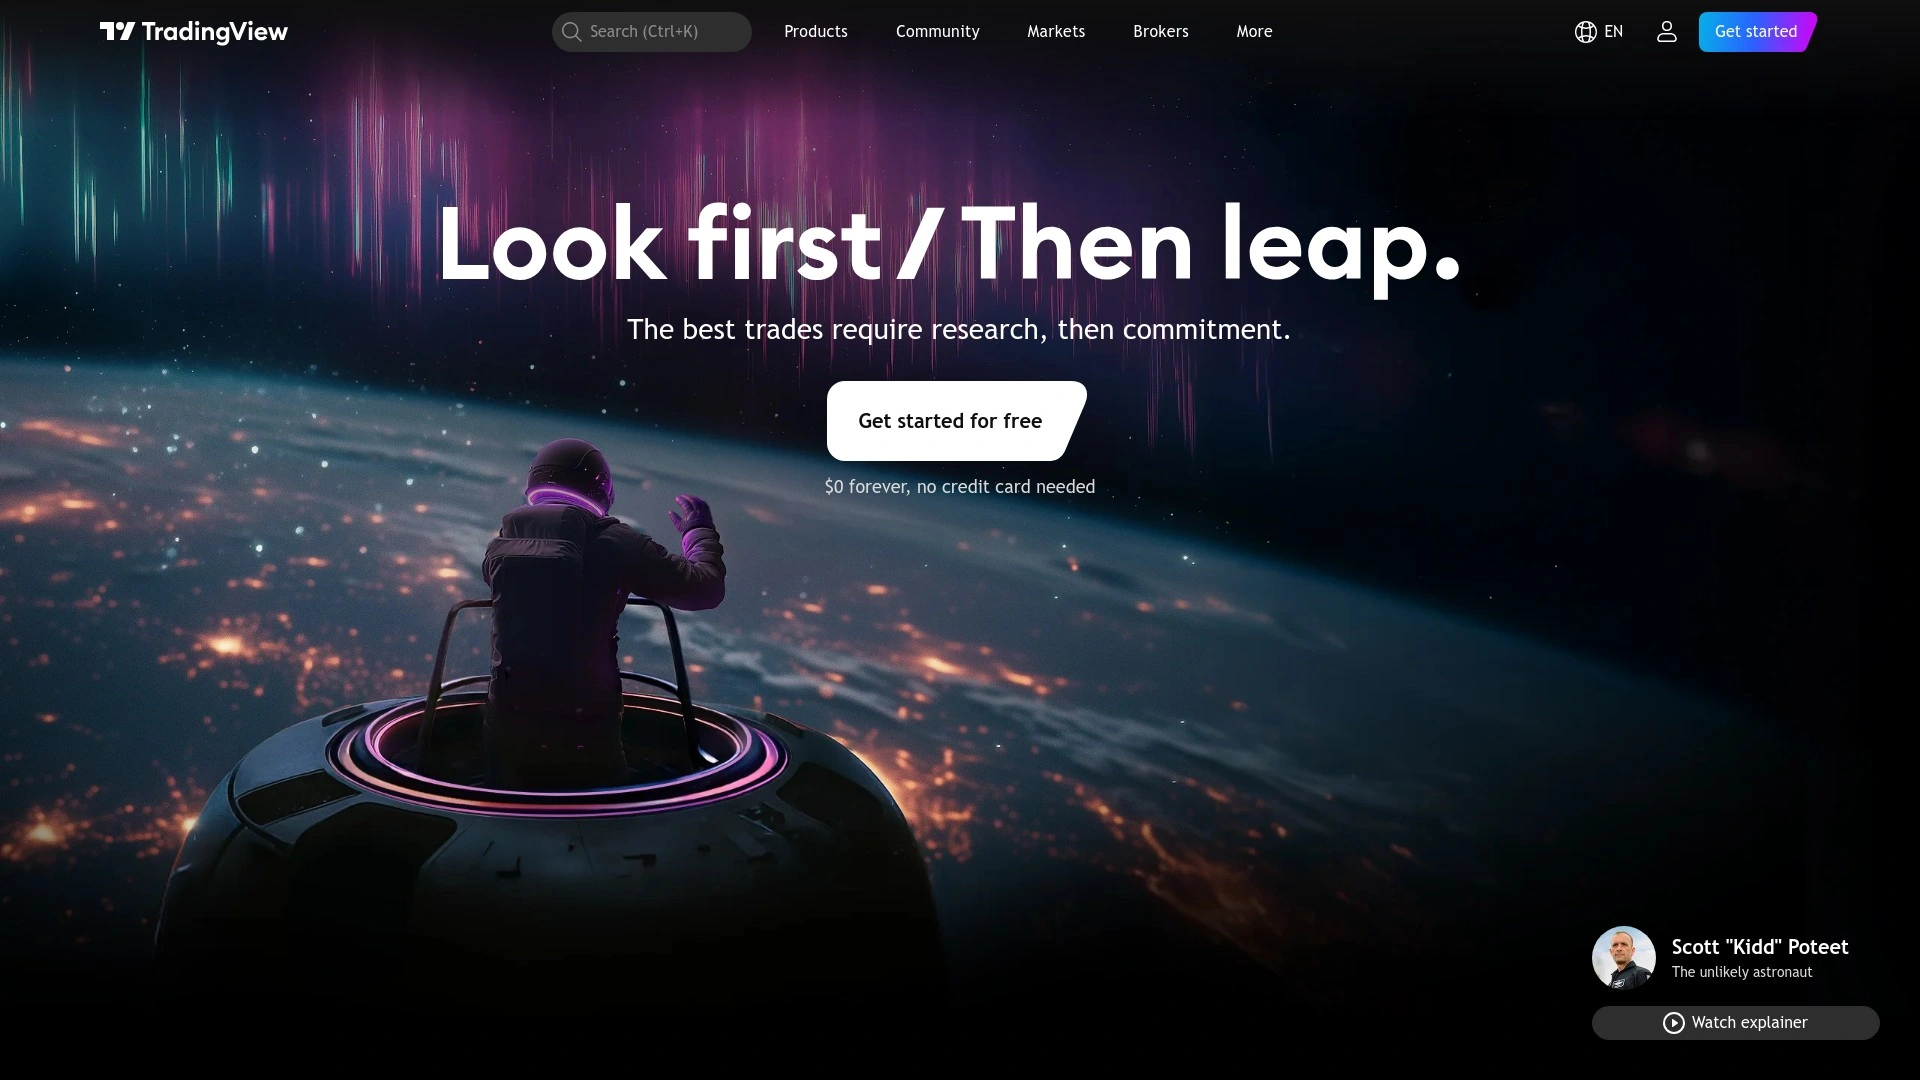 TradingView
Search (Ctrl+K)
Products
Community
Markets
Brokers
More
EN
Get started
Look first / Then leap.
The best trades require research, then commitment.
Get started for free
$0 forever, no credit card needed
Scott "Kidd" Poteet
The unlikely astronaut
Watch explainer